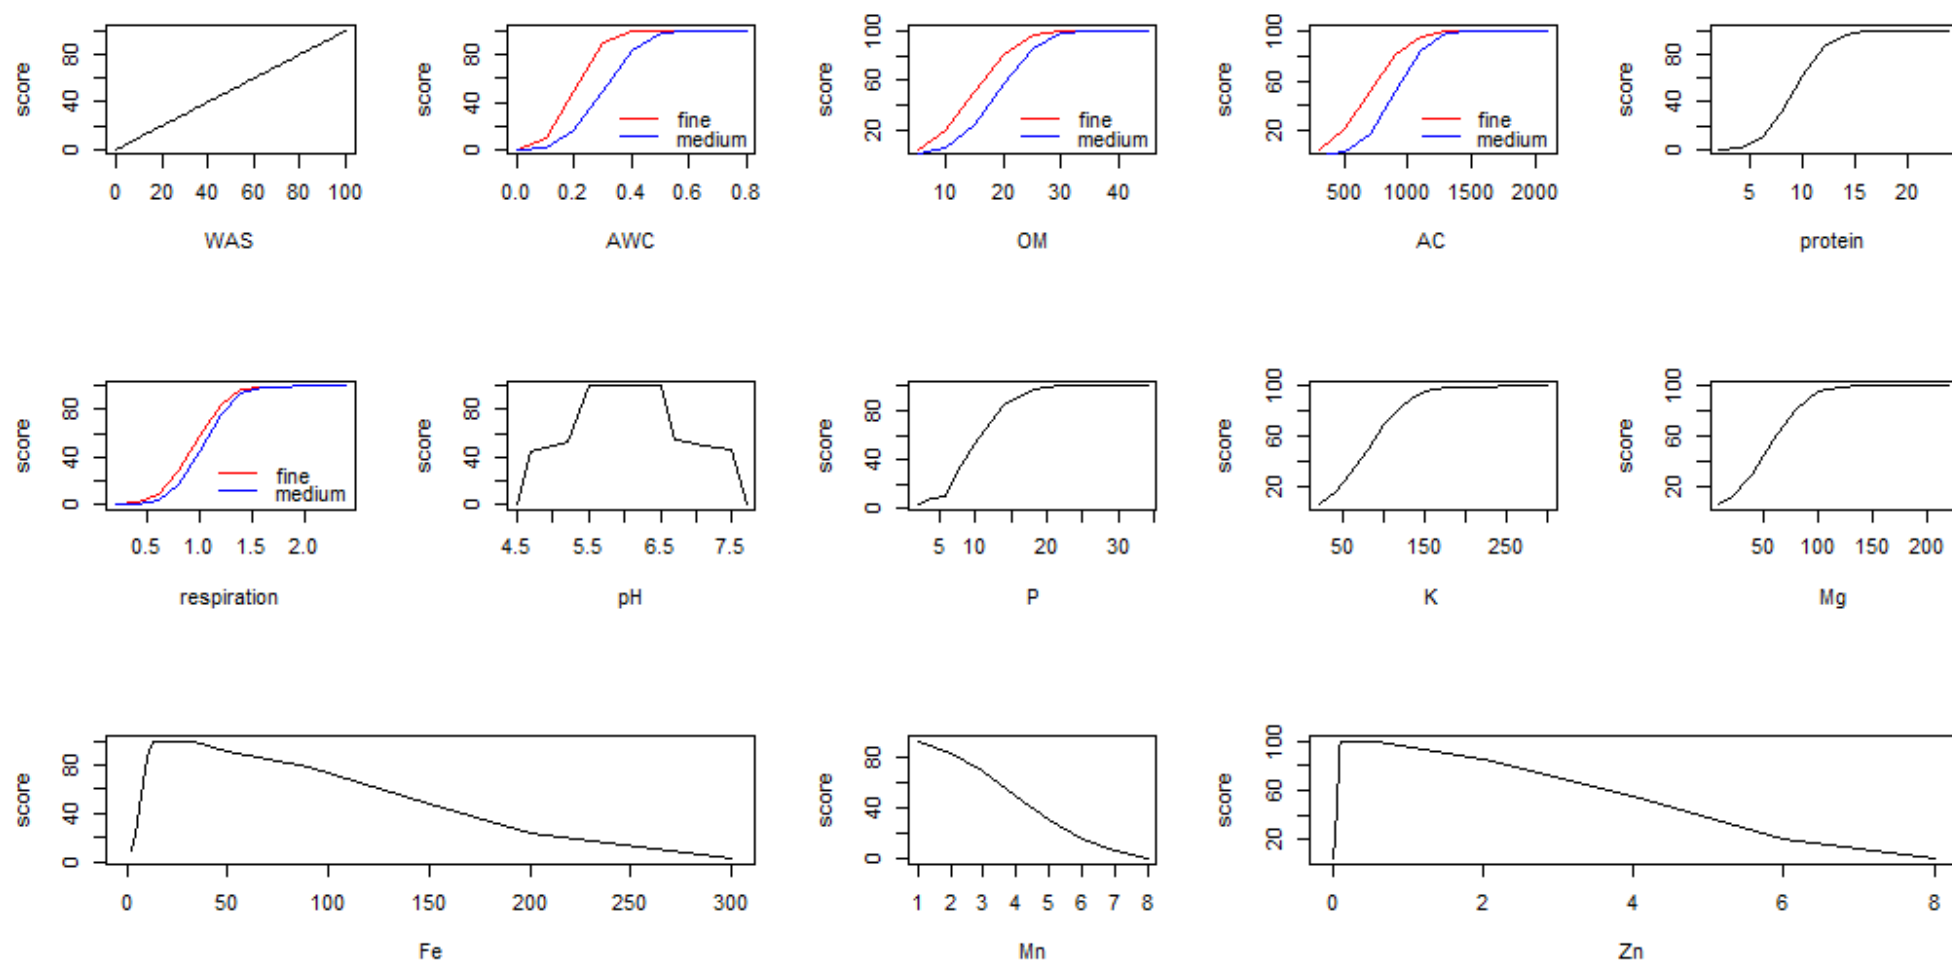 score
0
40
80
0
20
40
60
80
100
WAS
score
0
40
80
fine
medium
0.0
0.2
0.4
0.6
0.8
AWC
score
20
60
100
fine
medium
10
20
30
40
OM
score
20
60
100
fine
medium
500
1000
1500
2000
AC
score
0
40
80
5
10
15
20
protein
score
0
40
80
fine
medium
0.5
1.0
1.5
2.0
respiration
score
0
40
80
4.5
5.5
6.5
7.5
pH
score
0
40
80
5
10
20
30
P
score
20
60
100
50
150
250
K
score
20
60
100
50
100
150
200
Mg
score
0
40
80
0
50
100
150
200
250
300
Fe
score
0
40
80
1
2
3
4
5
6
7
8
Mn
score
20
60
100
0
2
4
6
8
Zn